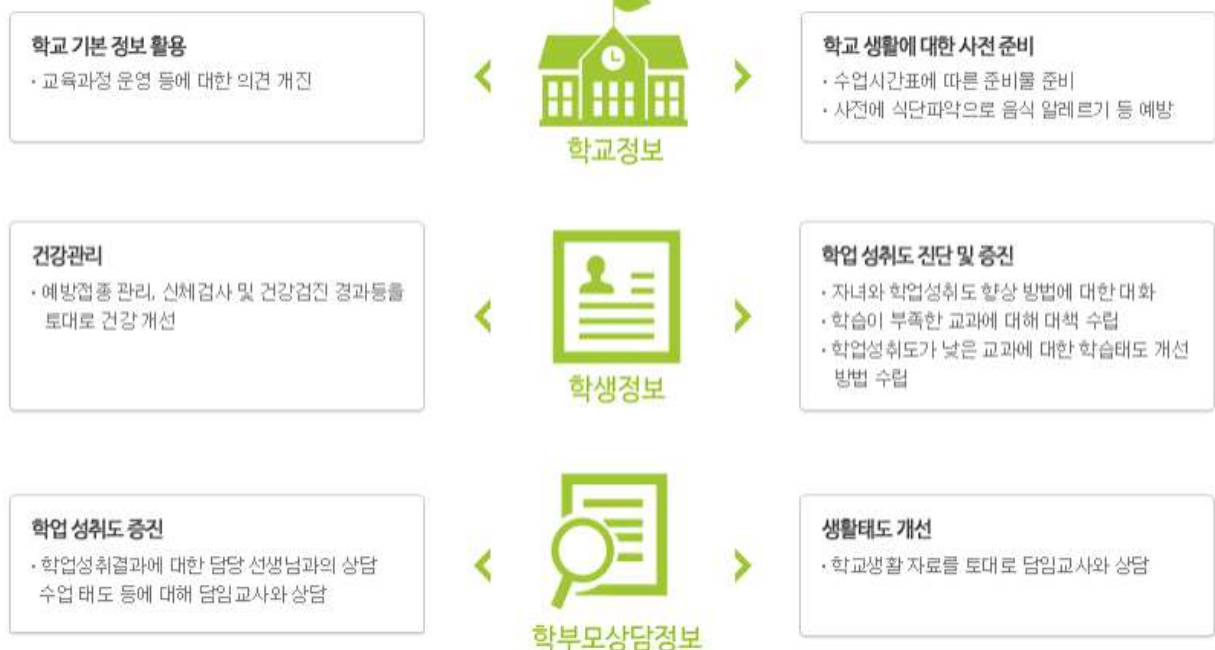 학교 기본 정보 활용
· 교육과정 운영 등에 대한 의견 개진
학교정보
학교 생활에 대한 사전 준비
· 수업시간표에 따른 준비물 준비
· 사전에 식단파악으로 음식 알레르기 등 예방
건강관리
· 예방접종 관리, 신체검사 및 건강검진 경과등을
토대로 건강 개선
학생정보
학업 성취도 진단 및 증진
· 자녀와 학업성취도 향상 방법에 대한 대화
· 학습이 부족한 교과에 대해 대책 수립
· 학업성취도가 낮은 교과에 대한 학습태도 개선
방법 수립
학업 성취도 증진
· 학업성취결과에 대한 담당 선생님과의 상담
수업 태도 등에 대해 담임교사와 상담
학부모상담정보
생활태도 개선
· 학교생활 자료를 토대로 담임교사와 상담